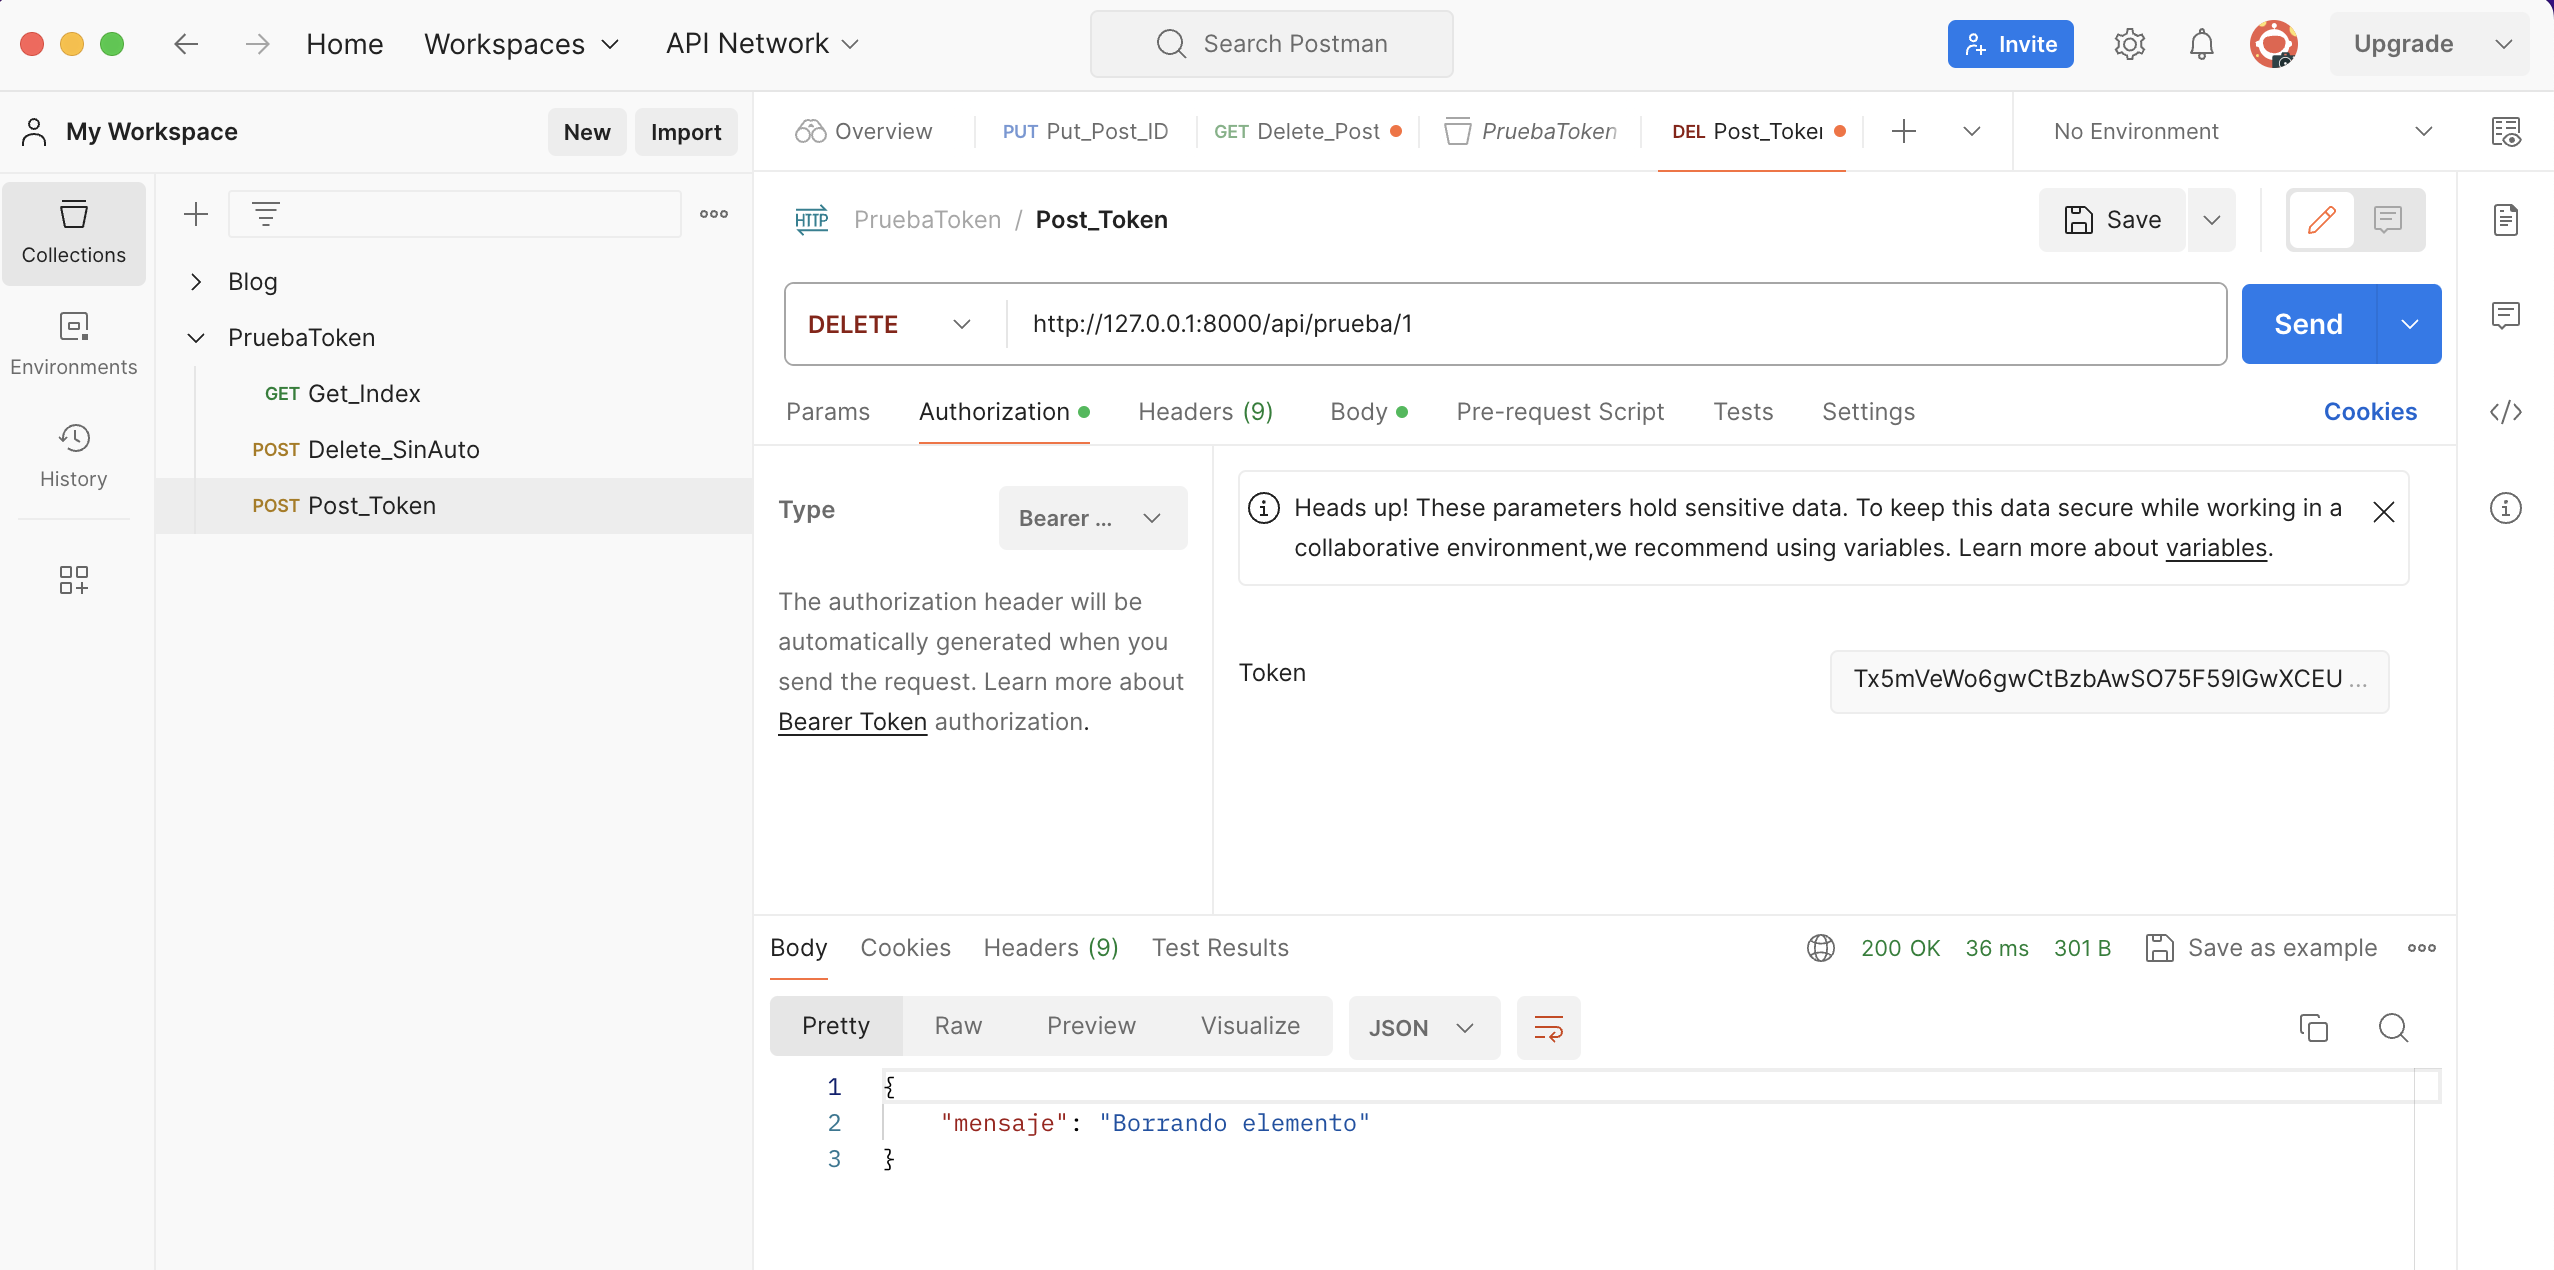 Home Workspaces API Network Search Postman Invite Upgrade
My Workspace New Import
Overview PUT Put_Post_ID GET Delete_Post PruebaToken DEL Post_Token No Environment
Collections
Environments
History
Blog
PruebaToken
GET Get_Index
POST Delete_SinAuto
POST Post_Token
HTTP PruebaToken / Post_Token Save
DELETE http://127.0.0.1:8000/api/prueba/1 Send
Params Authorization Headers (9) Body Pre-request Script Tests Settings Cookies
Type Bearer ...
The authorization header will be
automatically generated when you
send the request. Learn more about
Bearer Token authorization.
Heads up! These parameters hold sensitive data. To keep this data secure while working in a
collaborative environment,we recommend using variables. Learn more about variables.
Token Tx5mVeWo6gwCtBzbAwSO75F59IGwXCEU ...
Body Cookies Headers (9) Test Results 200 OK 36 ms 301 B Save as example
Pretty Raw Preview Visualize JSON
1 {
2 "mensaje": "Borrando elemento"
3 }